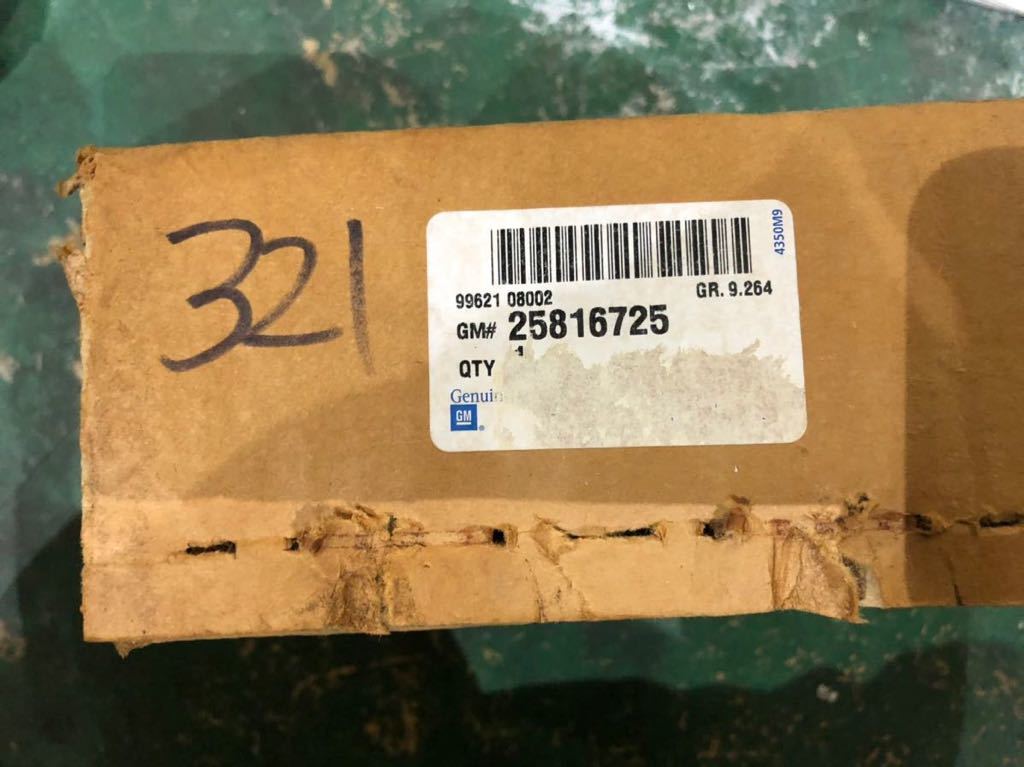 321
4350M9
99621 08002
GR. 9.264
GM# 25816725
QTY 1
GM